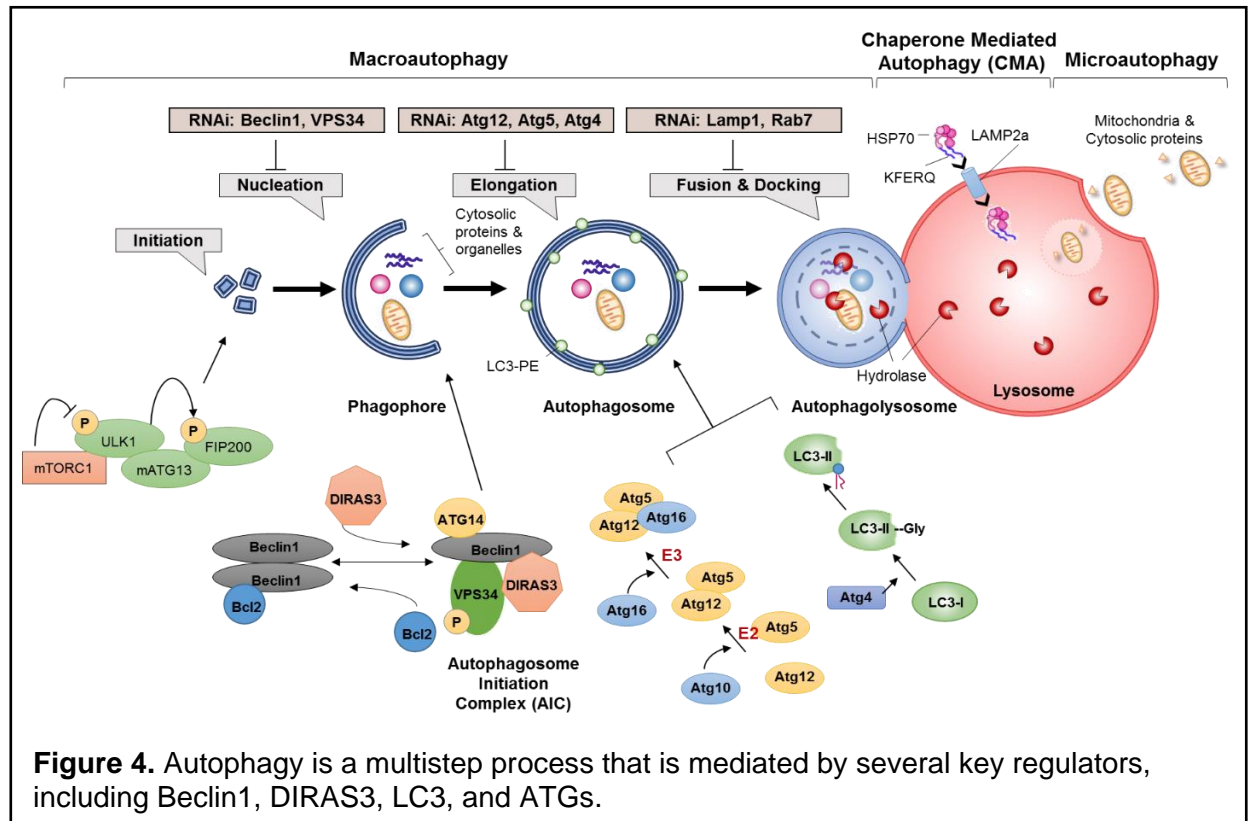 Macroautophagy
Chaperone Mediated
Autophagy (CMA)
Microautophagy
RNAi: Beclin1, VPS34
RNAi: Atg12, Atg5, Atg4
RNAi: Lamp1, Rab7
Initiation
Nucleation
Elongation
Fusion & Docking
Cytosolic
proteins &
organelles
HSP70
KFERQ
LAMP2a
Mitochondria &
Cytosolic proteins
LC3-PE
Hydrolase
Lysosome
Phagophore
Autophagosome
Autophagolysosome
P
ULK1
P
FIP200
mTORC1
mATG13
DIRAS3
ATG14
Beclin1
Beclin1
Bcl2
Beclin1
VPS34
DIRAS3
P
Bcl2
Autophagosome
Initiation
Complex (AIC)
Atg5
Atg12
Atg16
E3
Atg16
Atg5
Atg12
E2
Atg5
Atg10
Atg12
LC3-II
LC3-II --Gly
Atg4
LC3-I
Figure 4. Autophagy is a multistep process that is mediated by several key regulators,
including Beclin1, DIRAS3, LC3, and ATGs.